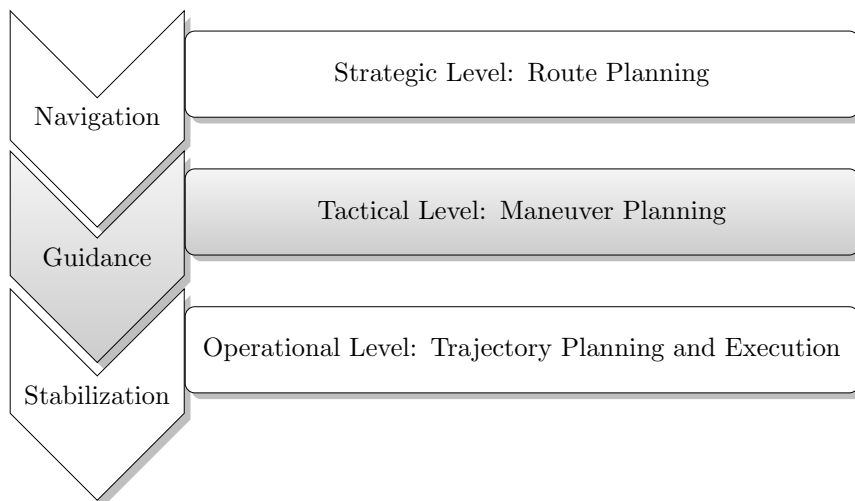 Navigation
Strategic Level: Route Planning
Guidance
Tactical Level: Maneuver Planning
Stabilization
Operational Level: Trajectory Planning and Execution